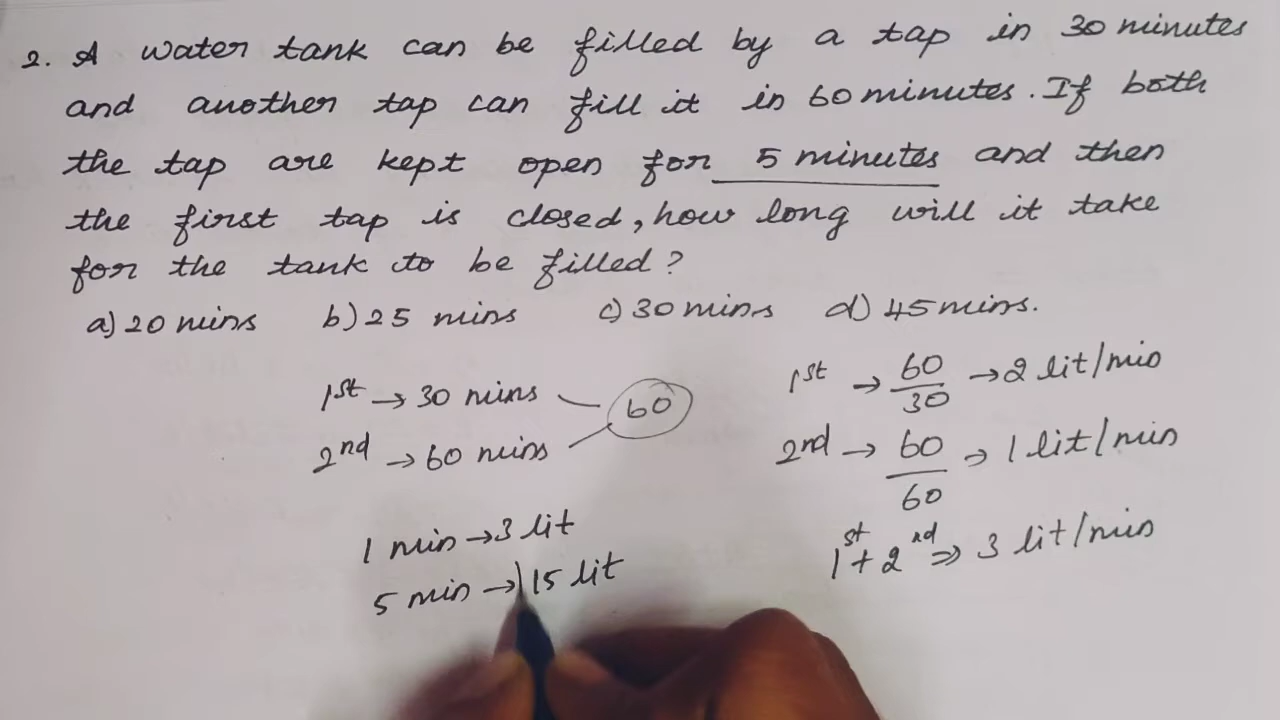 2. A water tank can be filled by a tap in 30 minutes
and another tap can fill it in 60 minutes. If both
the tap are kept open for 5 minutes and then
the first tap is closed, how long will it take
for the tank to be filled?
a) 20 mins b) 25 mins c) 30 mins d) 45 mins.
1st → 30 mins
2nd → 60 mins
60
1st → 60/30 → 2 lit/min
2nd → 60/60 → 1 lit/min
1st + 2nd ⇒ 3 lit/min
1 min → 3 lit
5 min → 15 lit